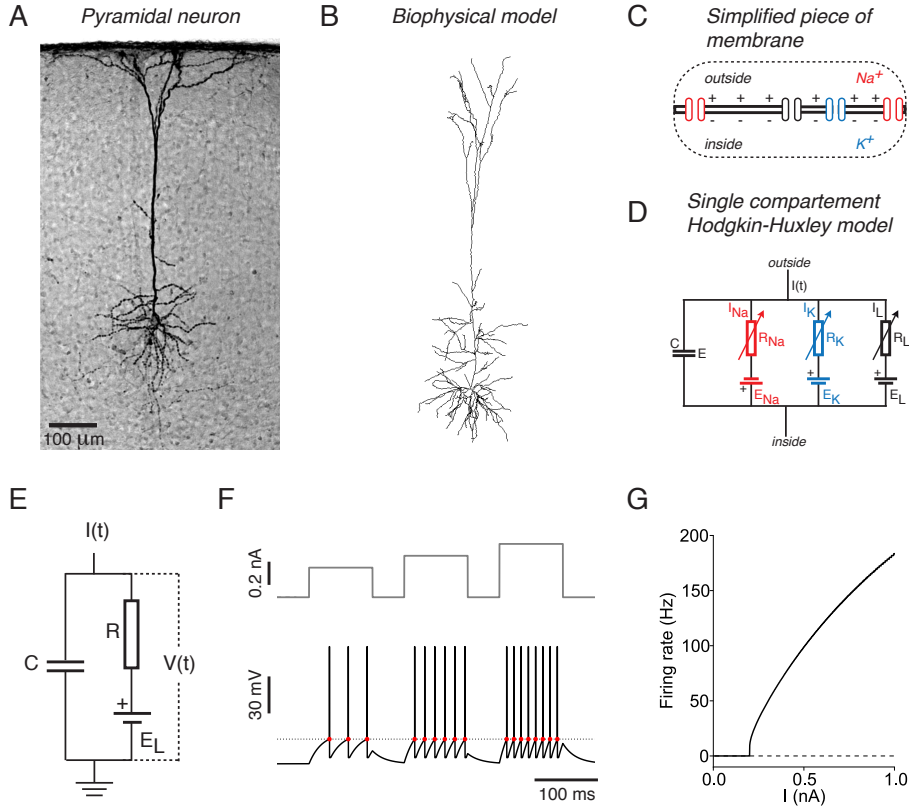 A
Pyramidal neuron
100 µm
B
Biophysical model
C
Simplified piece of
membrane
outside
Na+
+ + + + + +
- - - - -
inside
K+
D
Single compartement
Hodgkin-Huxley model
outside
I(t)
INa
IK
IL
C
E
RNa
RK
RL
+
+
+
ENa
EK
EL
inside
E
I(t)
R
C
V(t)
+
EL
F
0.2 nA
30 mV
100 ms
G
200
150
100
50
0
Firing rate (Hz)
0.0
0.5
1.0
I (nA)